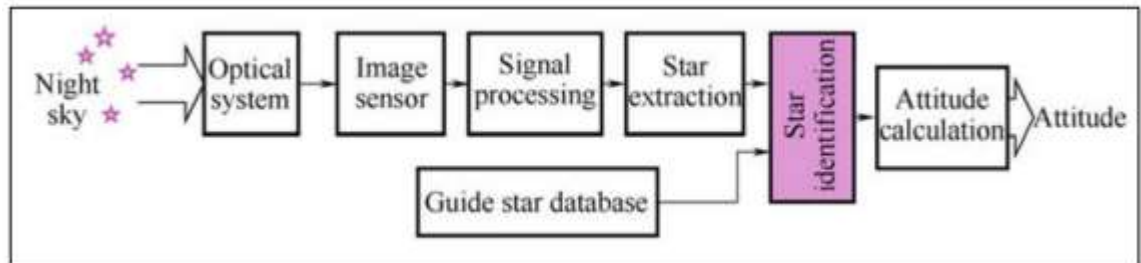 Night
sky
Optical
system
Image
sensor
Signal
processing
Star
extraction
Star
identification
Attitude
calculation
Attitude
Guide star database